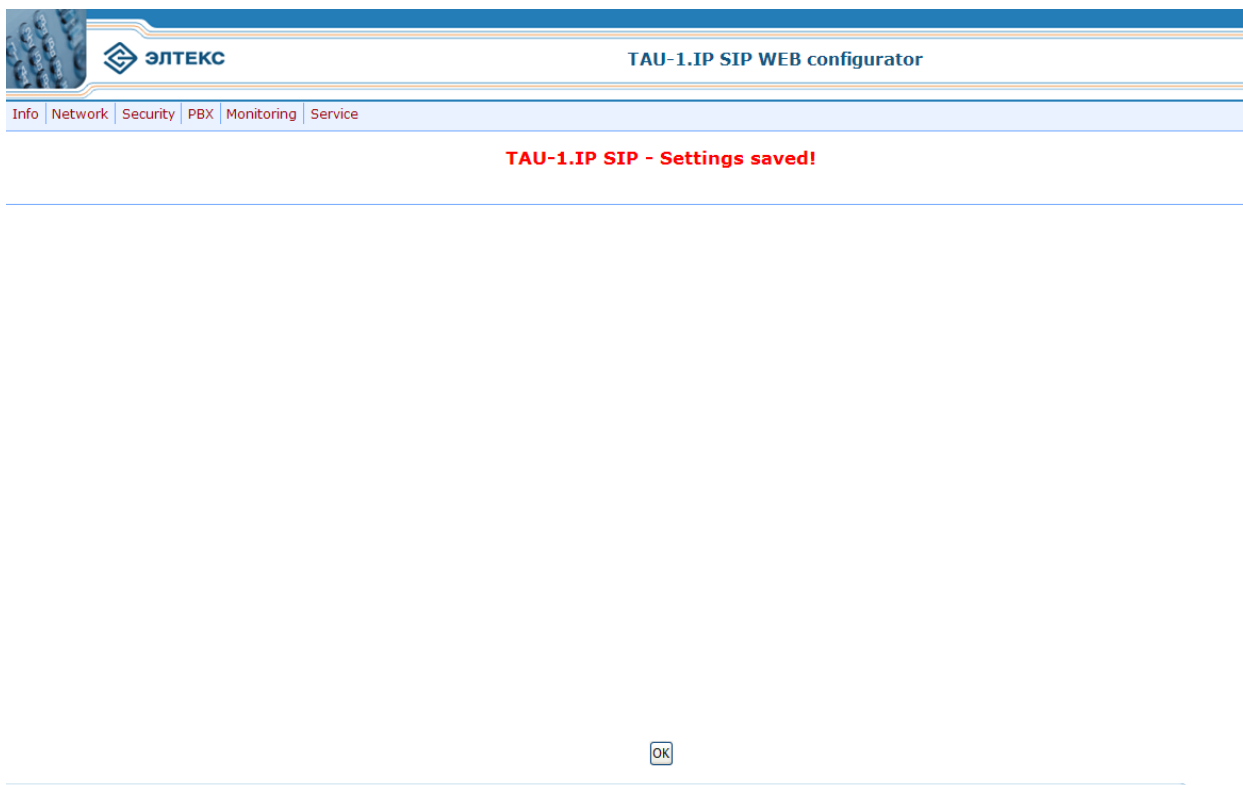 элтекс
TAU-1.IP SIP WEB configurator
Info Network Security PBX Monitoring Service
TAU-1.IP SIP - Settings saved!
OK